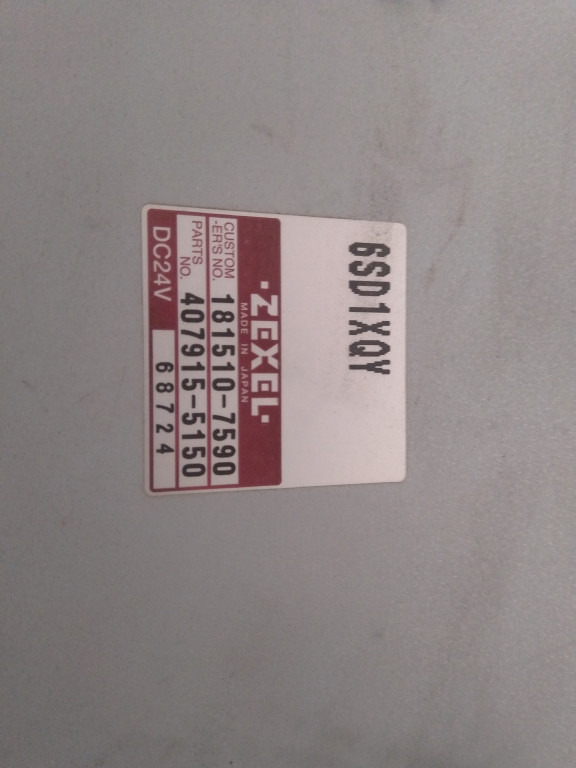 6SD1XQY
·ZEXEL·
MADE IN JAPAN
CUSTOM
-ER'S NO. 181510-7590
PARTS
NO. 407915-5150
DC24V 68724